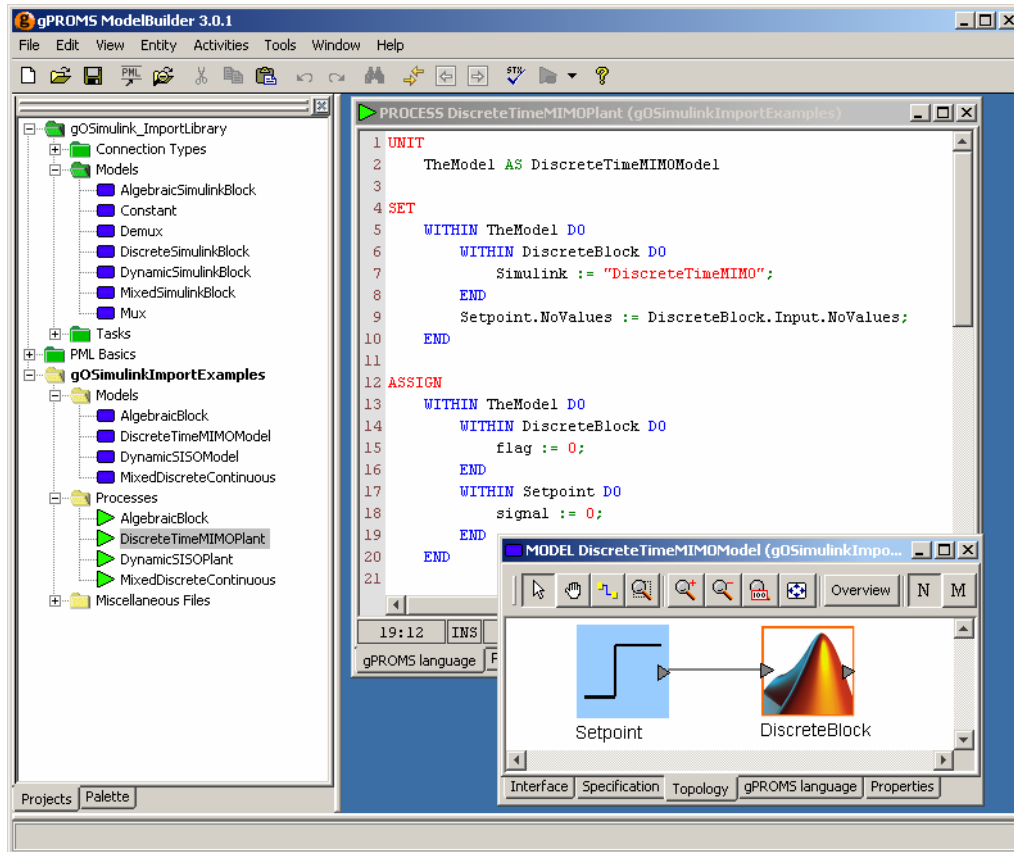 gPROMS ModelBuilder 3.0.1
File Edit View Entity Activities Tools Window Help
PML STX ?
gOSimulink_ImportLibrary
Connection Types
Models
AlgebraicSimulinkBlock
Constant
Demux
DiscreteSimulinkBlock
DynamicSimulinkBlock
MixedSimulinkBlock
Mux
Tasks
PML Basics
gOSimulinkImportExamples
Models
AlgebraicBlock
DiscreteTimeMIMOModel
DynamicSISOModel
MixedDiscreteContinuous
Processes
AlgebraicBlock
DiscreteTimeMIMOPlant
DynamicSISOPlant
MixedDiscreteContinuous
Miscellaneous Files
Projects Palette
PROCESS DiscreteTimeMIMOPlant (gOSimulinkImportExamples)
1 UNIT
2 TheModel AS DiscreteTimeMIMOModel
3
4 SET
5 WITHIN TheModel DO
6 WITHIN DiscreteBlock DO
7 Simulink := "DiscreteTimeMIMO";
8 END
9 Setpoint.NoValues := DiscreteBlock.Input.NoValues;
10 END
11
12 ASSIGN
13 WITHIN TheModel DO
14 WITHIN DiscreteBlock DO
15 flag := 0;
16 END
17 WITHIN Setpoint DO
18 signal := 0;
19 END
20 END
21
19:12 INS
gPROMS language
MODEL DiscreteTimeMIMOModel (gOSimulinkImpo...
100 Overview N M
Setpoint DiscreteBlock
Interface Specification Topology gPROMS language Properties